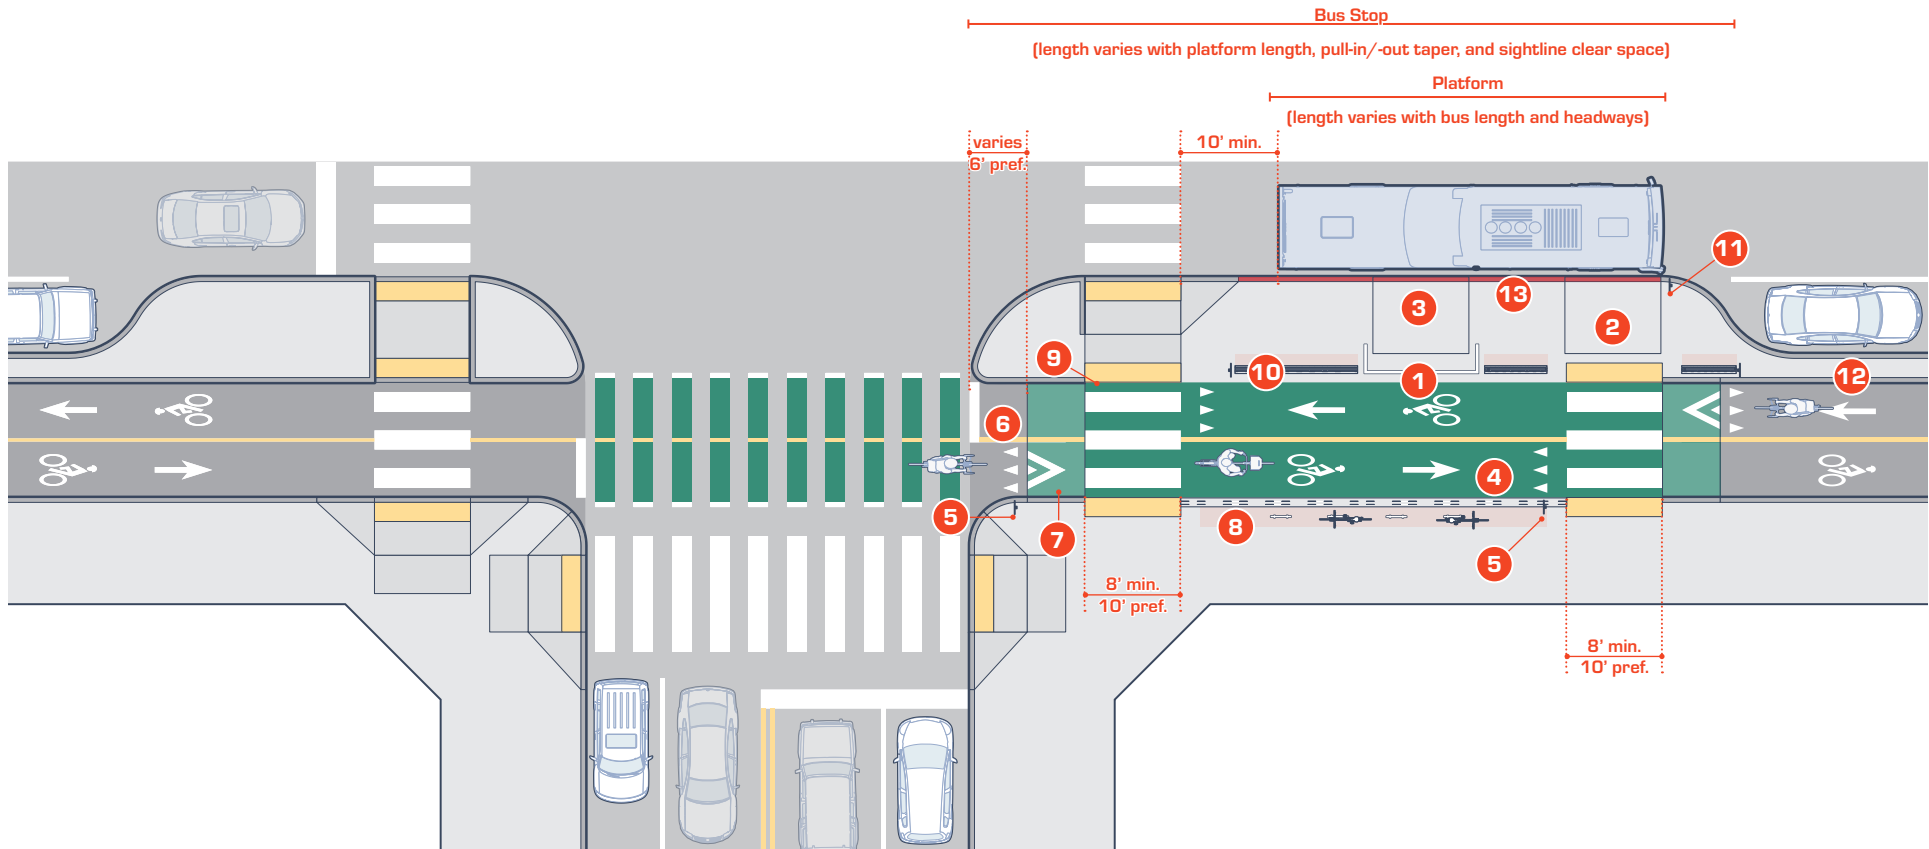 Bus Stop
(length varies with platform length, pull-in/-out taper, and sightline clear space)
Platform
(length varies with bus length and headways)
varies
6' pref.
10' min.
11
3
13
2
9
10
1
12
6
4
5
7
8
5
8' min.
10' pref.
8' min.
10' pref.